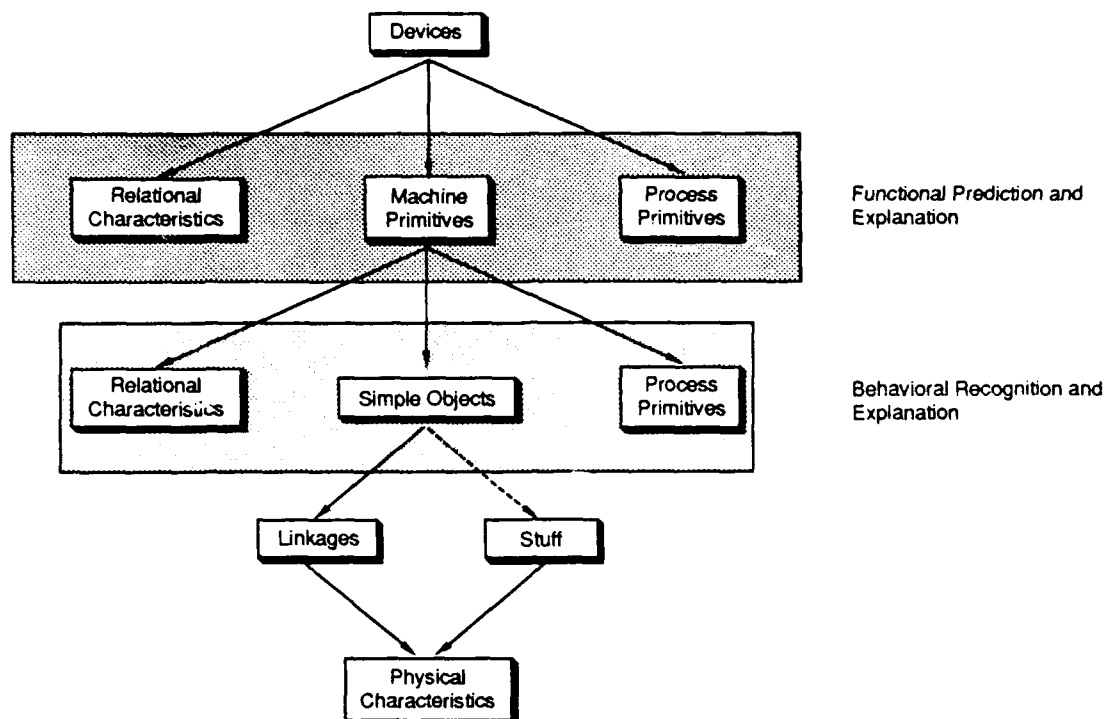 Devices
Relational
Characteristics
Machine
Primitives
Process
Primitives
Functional Prediction and
Explanation
Relational
Characteristics
Simple Objects
Process
Primitives
Behavioral Recognition and
Explanation
Linkages
Stuff
Physical
Characteristics